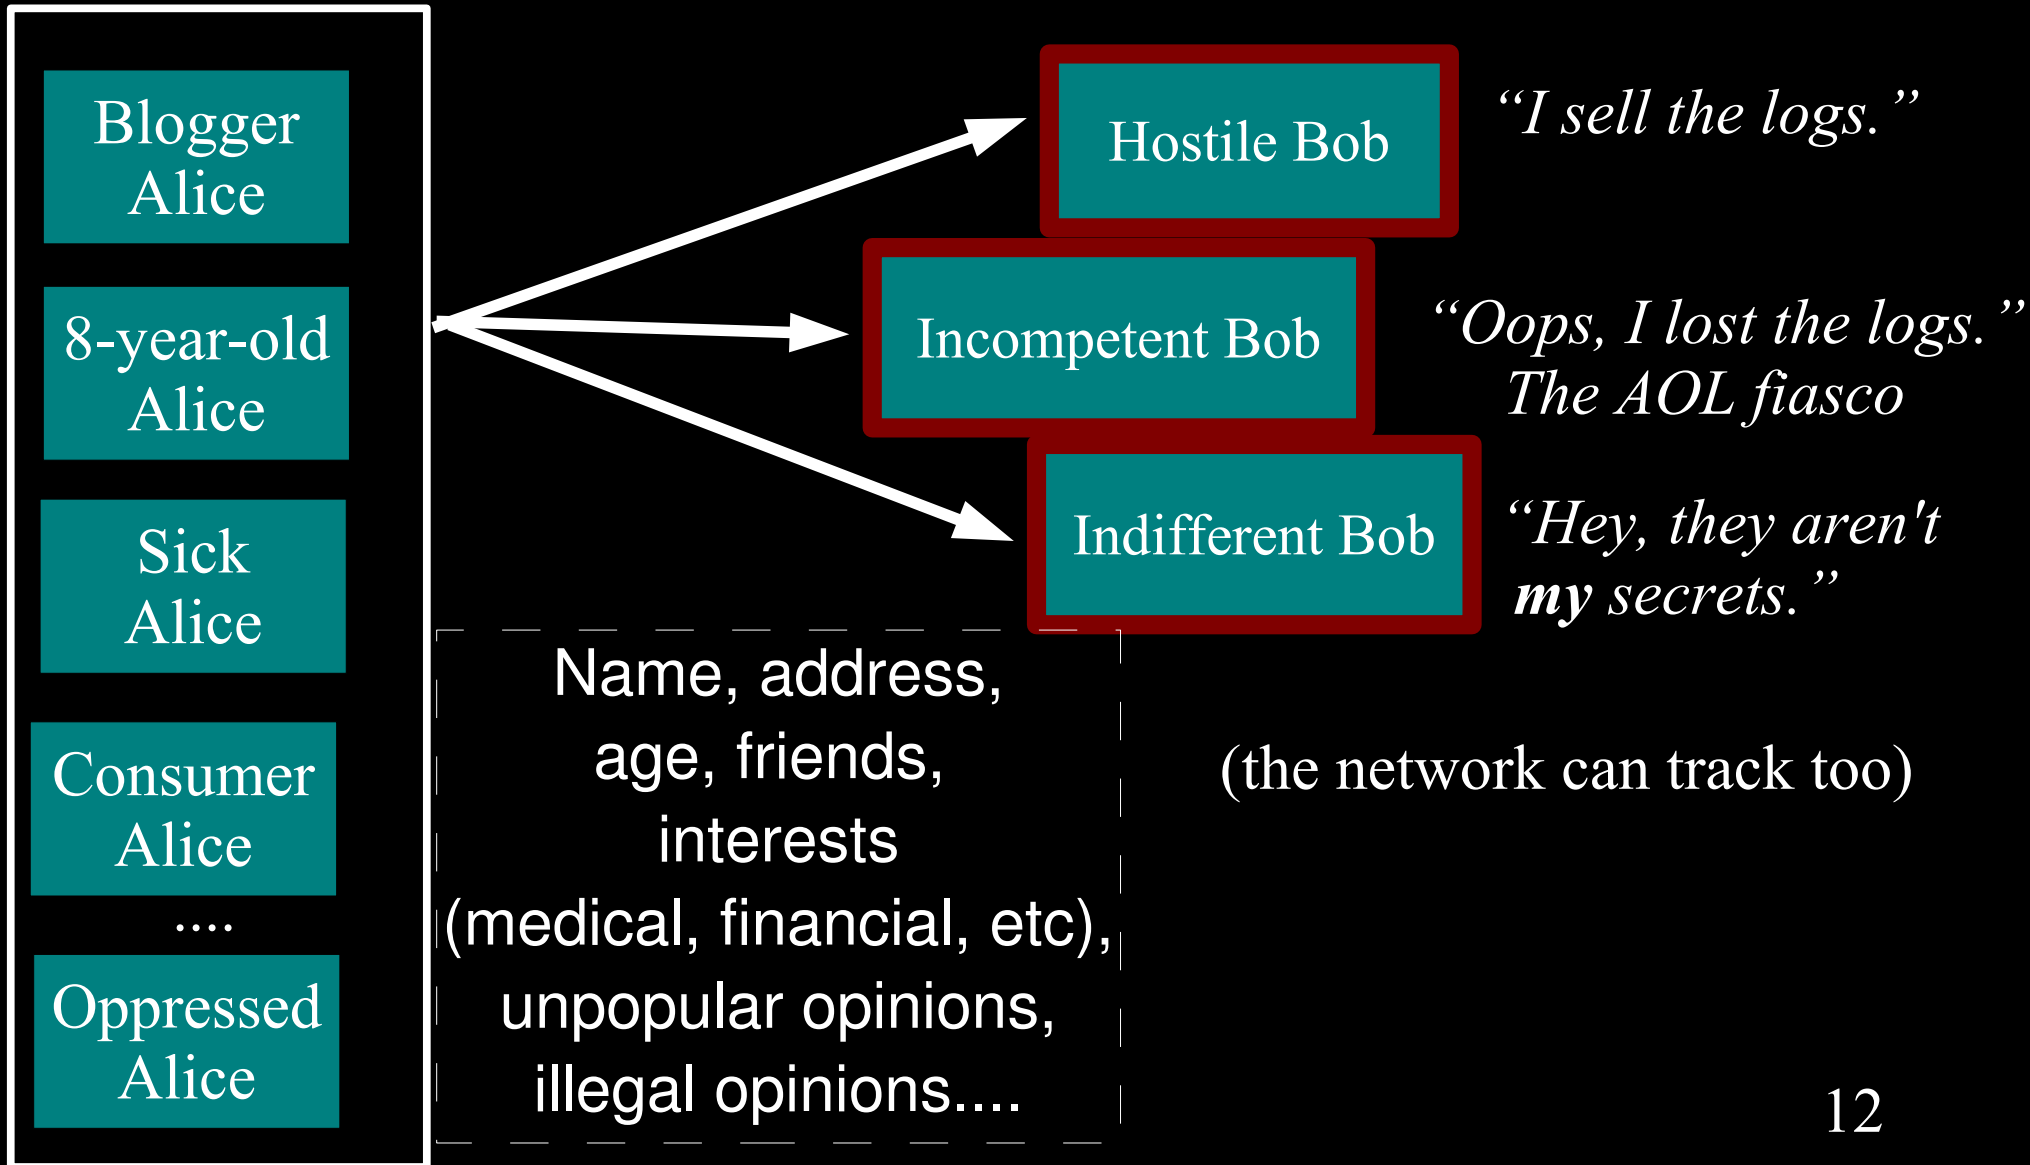 Blogger
Alice
8-year-old
Alice
Sick
Alice
Consumer
Alice
....
Oppressed
Alice
Hostile Bob
“I sell the logs.”
Incompetent Bob
“Oops, I lost the logs.”
The AOL fiasco
Indifferent Bob
“Hey, they aren't
my secrets.”
Name, address,
age, friends,
interests
(medical, financial, etc),
unpopular opinions,
illegal opinions....
(the network can track too)
12